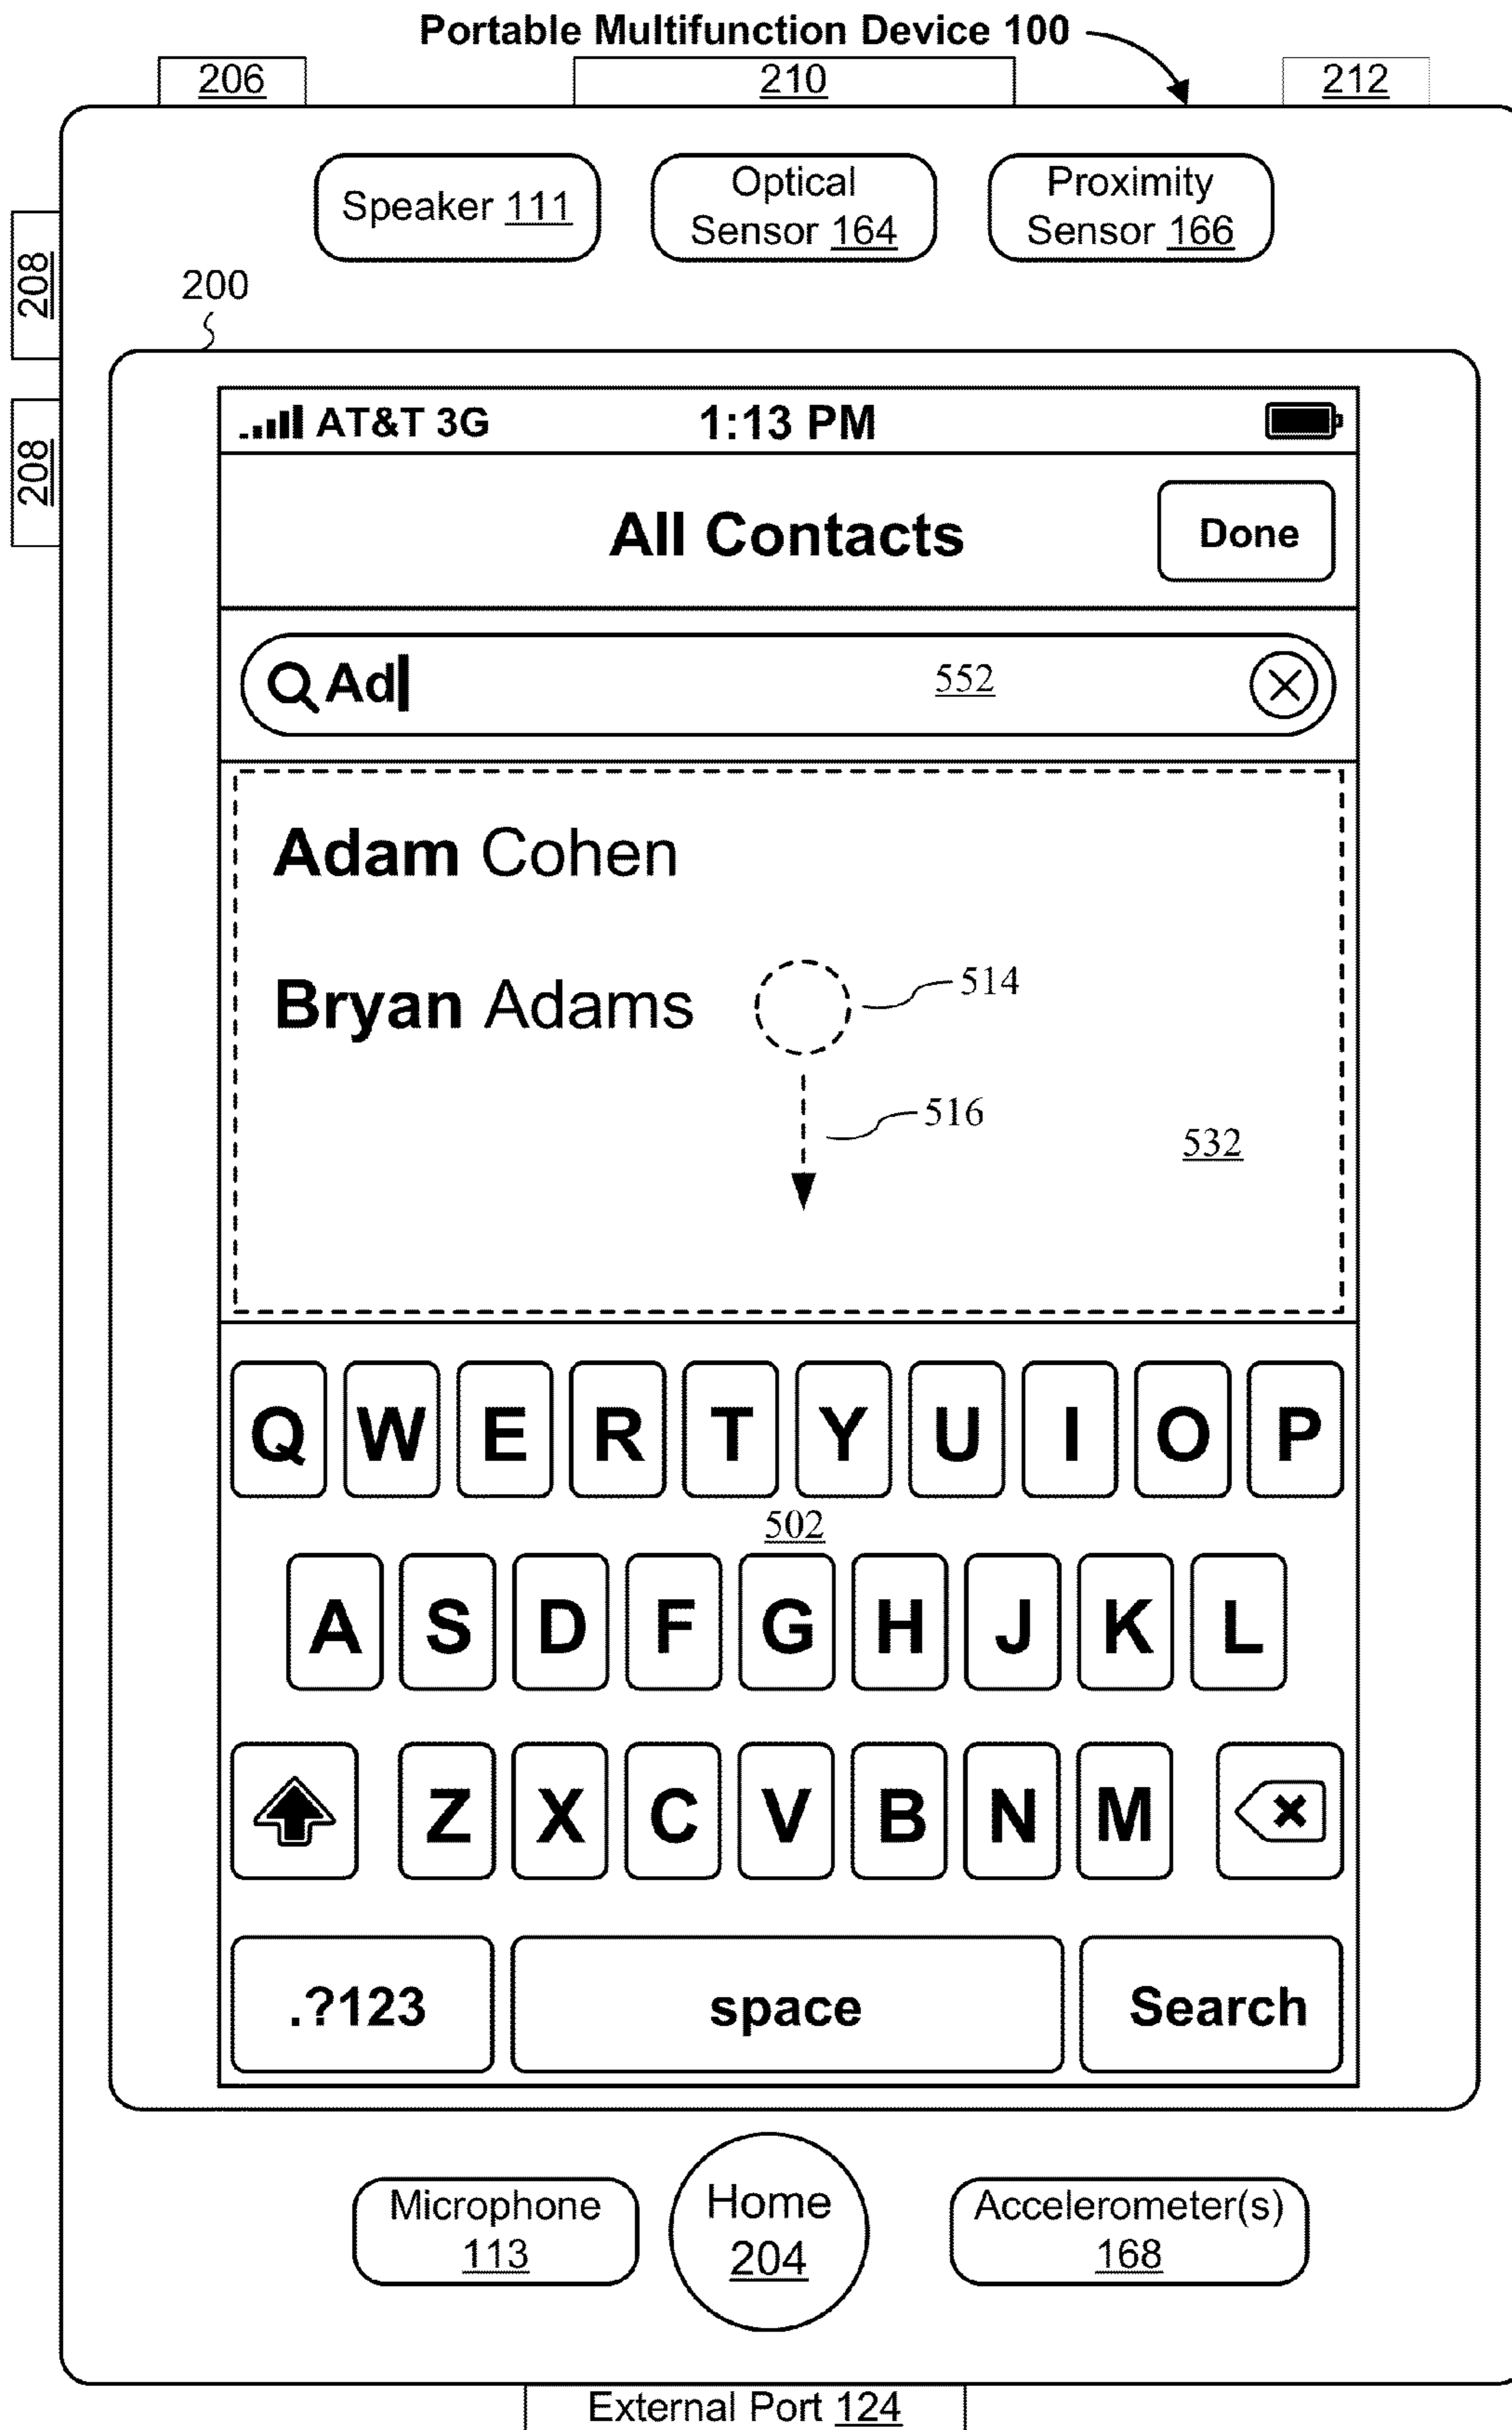 Portable Multifunction Device 100
206
210
212
Speaker 111
Optical
Sensor 164
Proximity
Sensor 166
208
208
200
AT&T 3G
1:13 PM
All Contacts
Done
Ad
552
Adam Cohen
Bryan Adams
514
516
532
Q W E R T Y U I O P
502
A S D F G H J K L
Z X C V B N M
.?123
space
Search
Microphone
113
Home
204
Accelerometer(s)
168
External Port 124